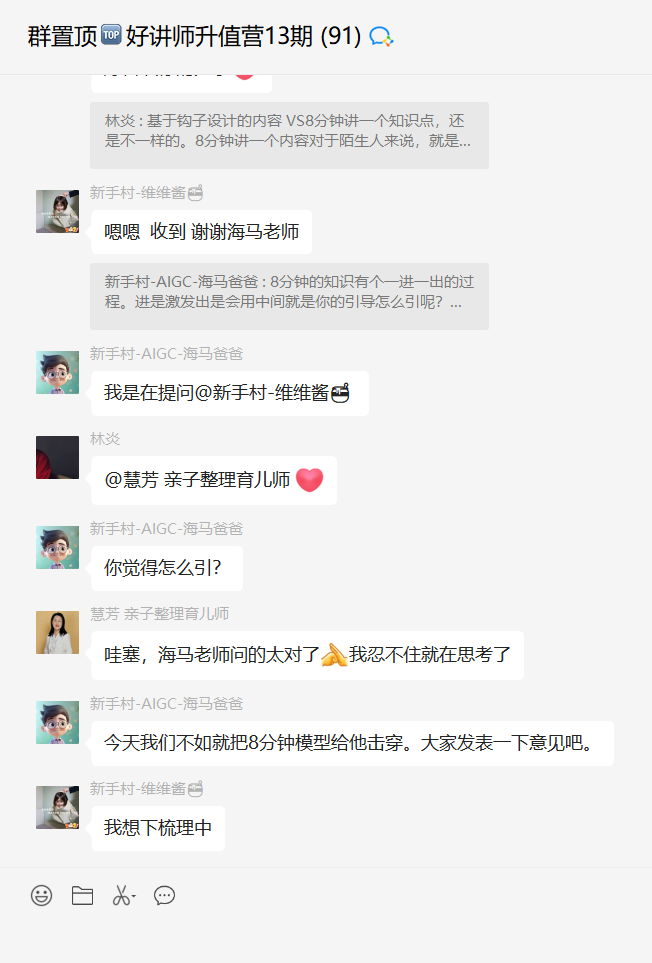 群置顶🔝好讲师升值营13期 (91)
林炎 : 基于钩子设计的内容 VS8分钟讲一个知识点，还
是不一样的。8分钟讲一个内容对于陌生人来说，就是...
新手村-维维酱
嗯嗯 收到 谢谢海马老师
新手村-AIGC-海马爸爸 : 8分钟的知识有个一进一出的过
程。进是激发出是会用中间就是你的引导怎么引呢？...
新手村-AIGC-海马爸爸
我是在提问@新手村-维维酱
林炎
@慧芳 亲子整理育儿师
新手村-AIGC-海马爸爸
你觉得怎么引？
慧芳 亲子整理育儿师
哇塞，海马老师问的太对了我忍不住就在思考了
新手村-AIGC-海马爸爸
今天我们不如就把8分钟模型给他击穿。大家发表一下意见吧。
新手村-维维酱
我想下梳理中